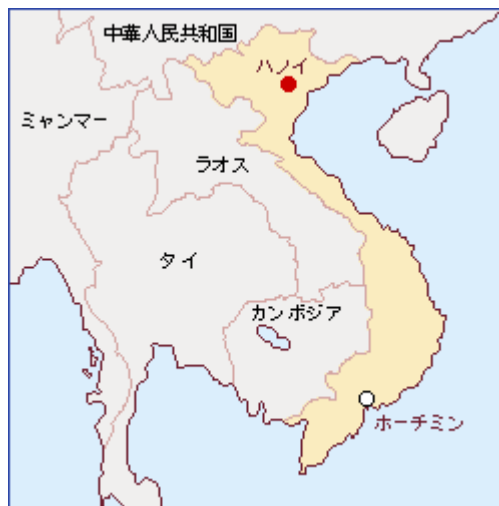 中華人民共和国
ハノイ
ミャンマー
ラオス
タイ
カンボジア
ホーチミン